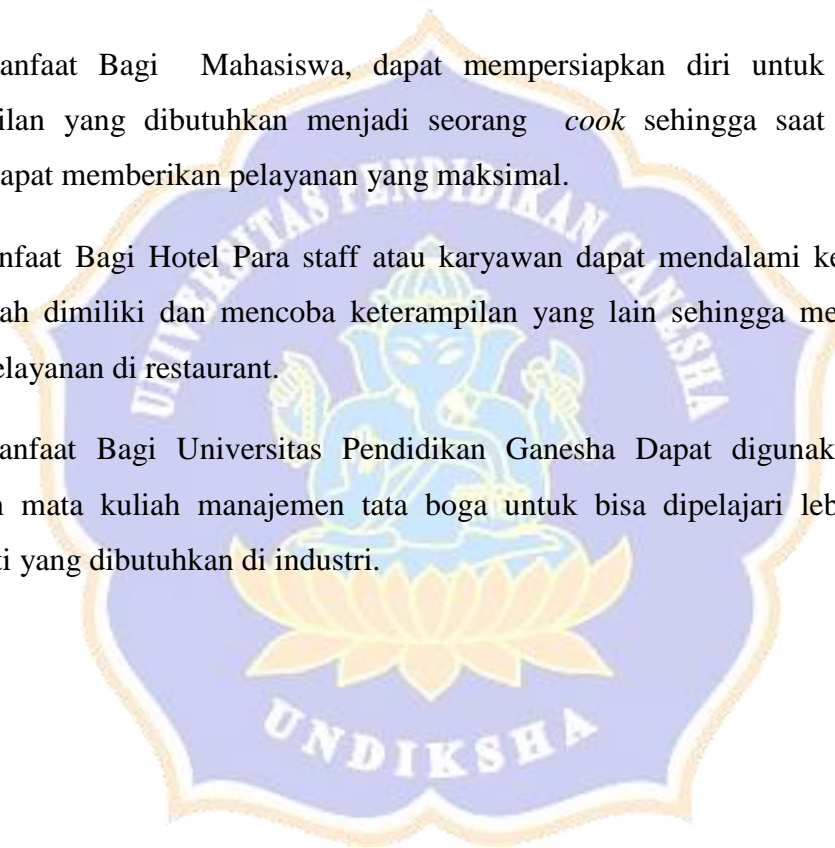 anfaat Bagi Mahasiswa, dapat mempersiapkan diri untuk
ilan yang dibutuhkan menjadi seorang cook sehingga saat
apat memberikan pelayanan yang maksimal.
nfaat Bagi Hotel Para staff atau karyawan dapat mendalami ke
ah dimiliki dan mencoba keterampilan yang lain sehingga me
elayanan di restaurant.
anfaat Bagi Universitas Pendidikan Ganesha Dapat digunak
n mata kuliah manajemen tata boga untuk bisa dipelajari leb
ti yang dibutuhkan di industri.
UNIVERSITAS PENDIDIKAN GANESHA
UNDIKSHA